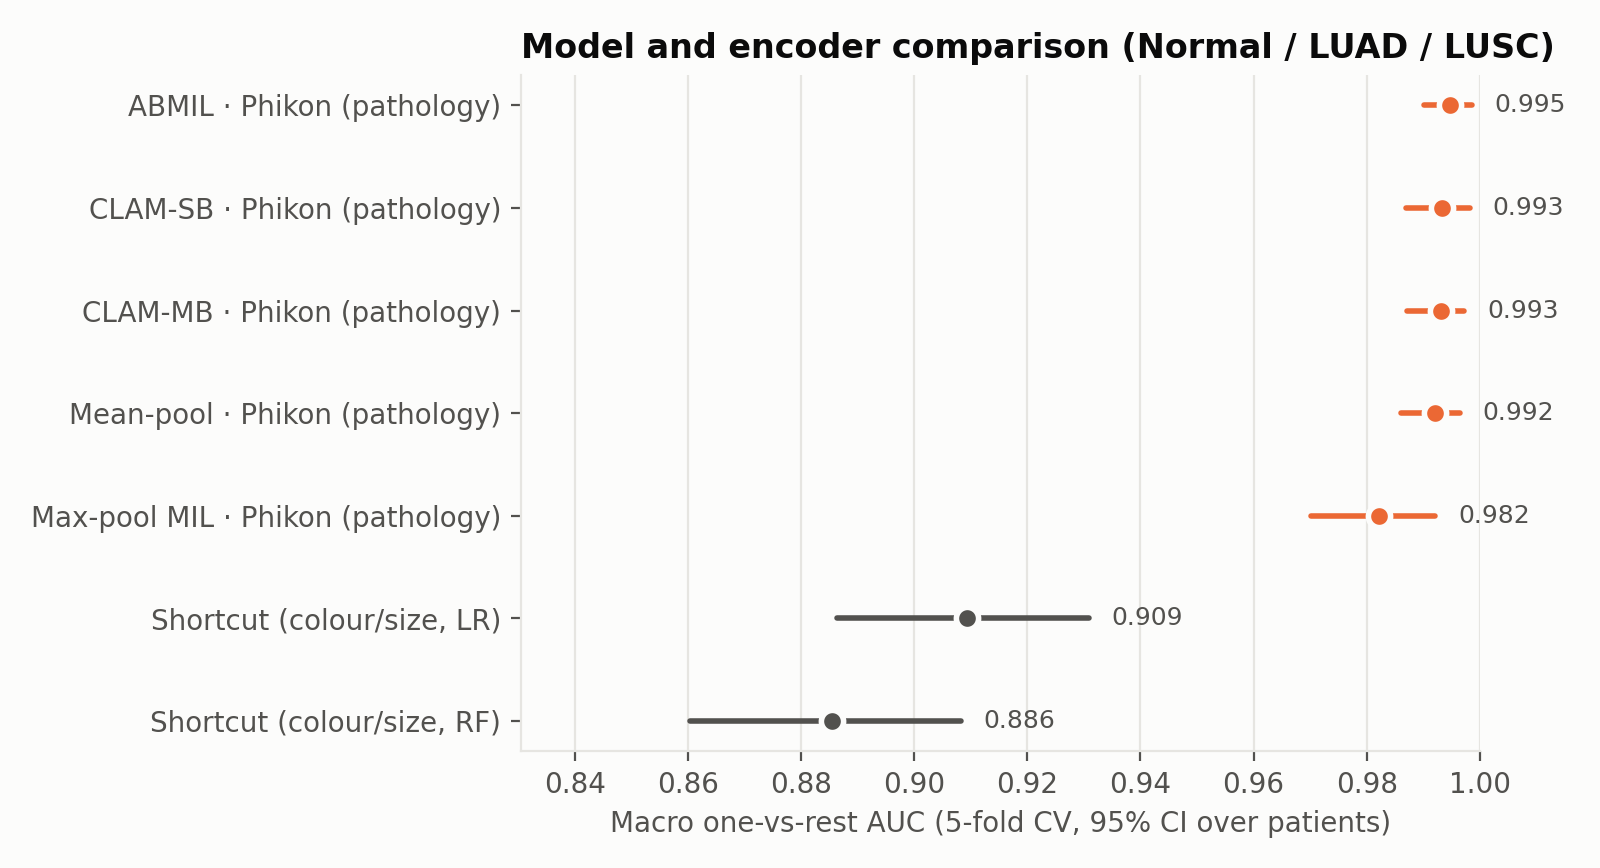 Model and encoder comparison (Normal / LUAD / LUSC)
ABMIL · Phikon (pathology) 0.995
CLAM-SB · Phikon (pathology) 0.993
CLAM-MB · Phikon (pathology) 0.993
Mean-pool · Phikon (pathology) 0.992
Max-pool MIL · Phikon (pathology) 0.982
Shortcut (colour/size, LR) 0.909
Shortcut (colour/size, RF) 0.886
0.84 0.86 0.88 0.90 0.92 0.94 0.96 0.98 1.00
Macro one-vs-rest AUC (5-fold CV, 95% CI over patients)